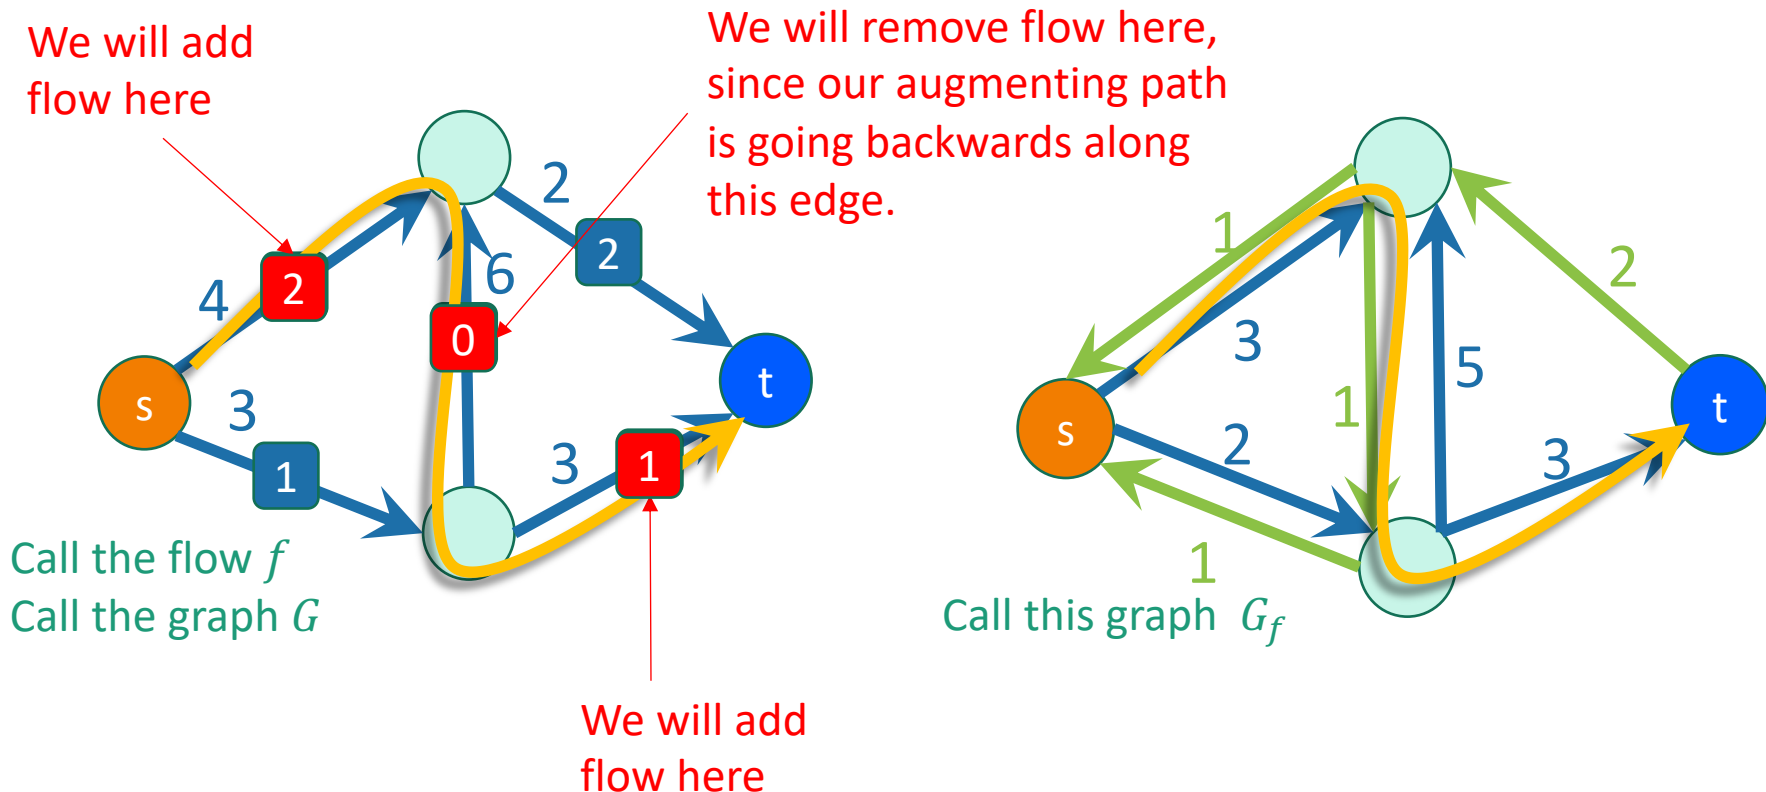 We will add
flow here
We will remove flow here,
since our augmenting path
is going backwards along
this edge.
2
2
4
2
6
0
s
t
3
1
3
1
Call the flow f
Call the graph G
We will add
flow here
1
2
3
5
1
s
t
2
3
1
Call this graph G_f